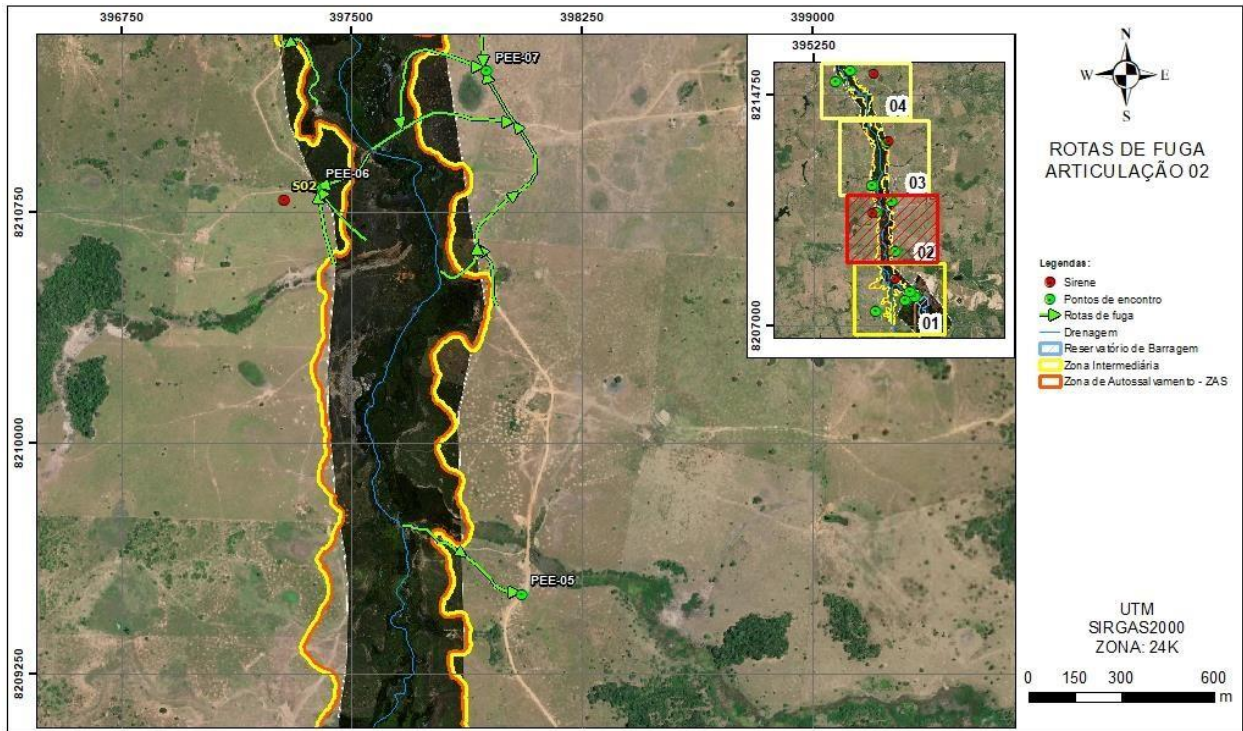 396750
397500
398250
399000
8210750
8210000
8209250
PEE-07
PEE-06
S02
PEE-05
395250
8214750
8207000
04
03
02
01
N
W
E
S
ROTAS DE FUGA
ARTICULAÇÃO 02
Legendas:
Sirene
Pontos de encontro
Rotas de fuga
Drenagem
Reservatório de Barragem
Zona Intermediária
Zona de Autossalvamento - ZAS
UTM
SIRGAS2000
ZONA: 24K
0 150 300 600
m